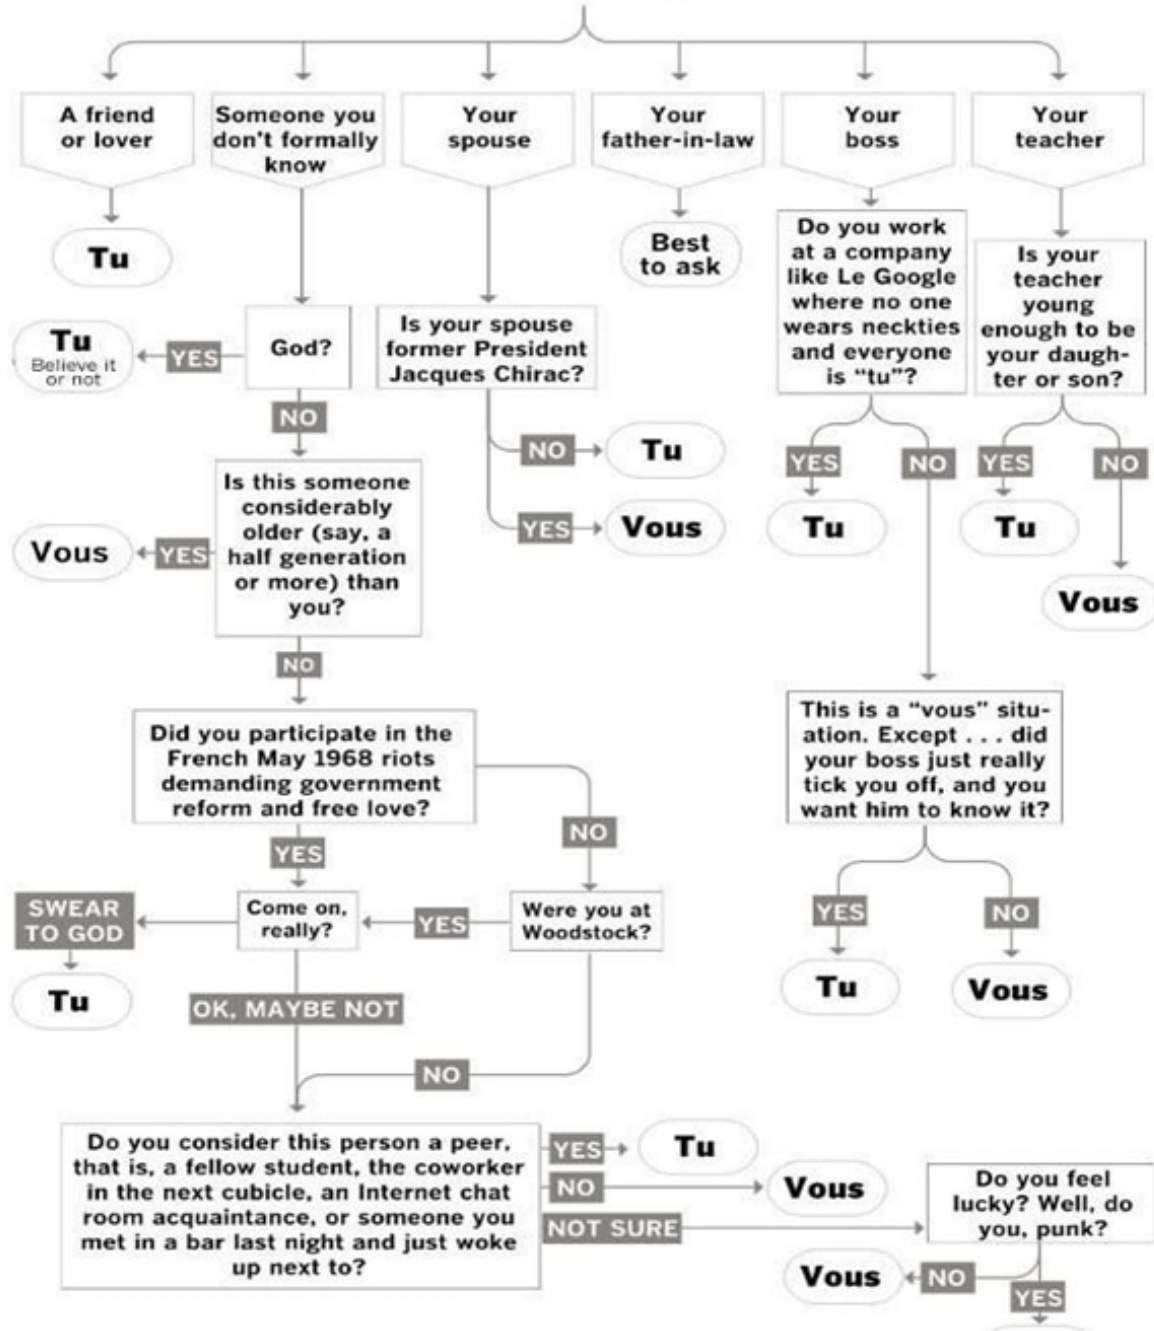 A friend
or lover
Someone you
don't formally
know
Your
spouse
Your
father-in-law
Your
boss
Your
teacher
Tu
Best
to ask
Do you work
at a company
like Le Google
where no one
wears neckties
and everyone
is “tu”?
Is your
teacher
young
enough to be
your daugh-
ter or son?
Tu
Believe it
or not
YES
God?
Is your spouse
former President
Jacques Chirac?
NO
NO
Tu
YES
Vous
YES
NO
YES
NO
Tu
Tu
Vous
Is this someone
considerably
older (say, a
half generation
or more) than
you?
YES
Vous
NO
Did you participate in the
French May 1968 riots
demanding government
reform and free love?
This is a “vous” situ-
ation. Except . . . did
your boss just really
tick you off, and you
want him to know it?
YES
NO
SWEAR
TO GOD
Come on,
really?
YES
Were you at
Woodstock?
YES
NO
Tu
OK, MAYBE NOT
Tu
Vous
NO
Do you consider this person a peer,
that is, a fellow student, the coworker
in the next cubicle, an Internet chat
room acquaintance, or someone you
met in a bar last night and just woke
up next to?
YES
Tu
NO
Vous
NOT SURE
Do you feel
lucky? Well, do
you, punk?
Vous
NO
YES